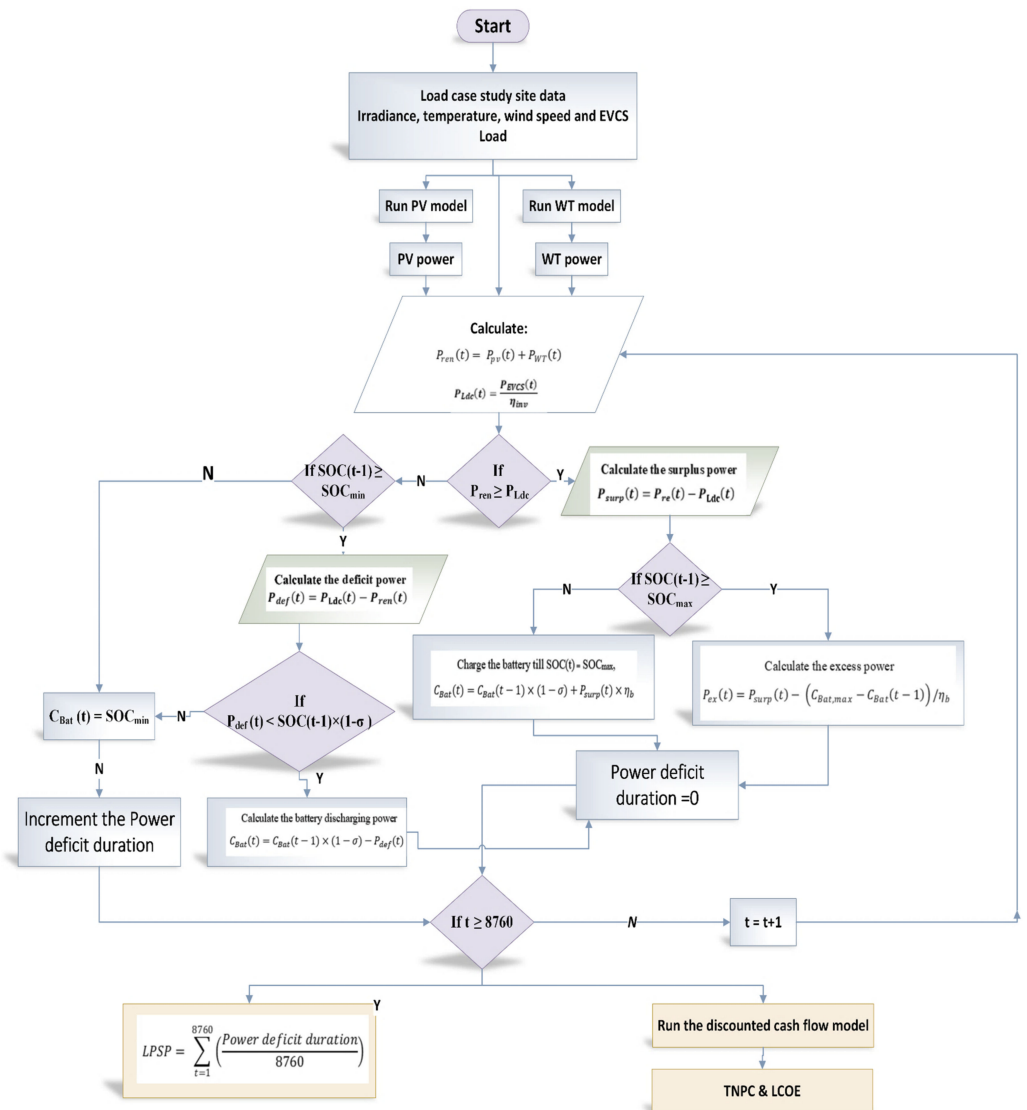 Start
Load case study site data
Irradiance, temperature, wind speed and EVCS
Load
Run PV model
Run WT model
PV power
WT power
Calculate:
P_ren(t) = P_pv(t) + P_WT(t)
P_Ldc(t) = P_EVCS(t) / η_inv
If
P_ren ≥ P_Ldc
N
Y
If SOC(t-1) ≥
SOC_min
N
Y
Calculate the surplus power
P_surp(t) = P_re(t) − P_Ldc(t)
Calculate the deficit power
P_def(t) = P_Ldc(t) − P_ren(t)
If SOC(t-1) ≥
SOC_max
N
Y
Charge the battery till SOC(t) = SOC_max,
C_Bat(t) = C_Bat(t − 1) × (1 − σ) + P_surp(t) × η_b
Calculate the excess power
P_ex(t) = P_surp(t) − (C_Bat,max − C_Bat(t − 1))/η_b
If
P_def (t) < SOC(t-1)×(1-σ )
N
Y
C_Bat (t) = SOC_min
N
Increment the Power
deficit duration
Calculate the battery discharging power
C_Bat(t) = C_Bat(t − 1) × (1 − σ) − P_def(t)
Power deficit
duration =0
If t ≥ 8760
N
t = t+1
Y
LPSP = ∑_{t=1}^{8760} (Power deficit duration / 8760)
Run the discounted cash flow model
TNPC & LCOE